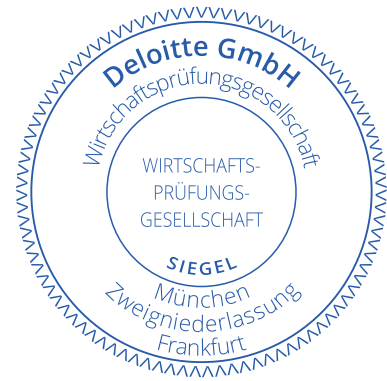 Deloitte GmbH
Wirtschaftsprüfungsgesellschaft
WIRTSCHAFTS-
PRÜFUNGS-
GESELLSCHAFT
SIEGEL
München
Zweigniederlassung
Frankfurt